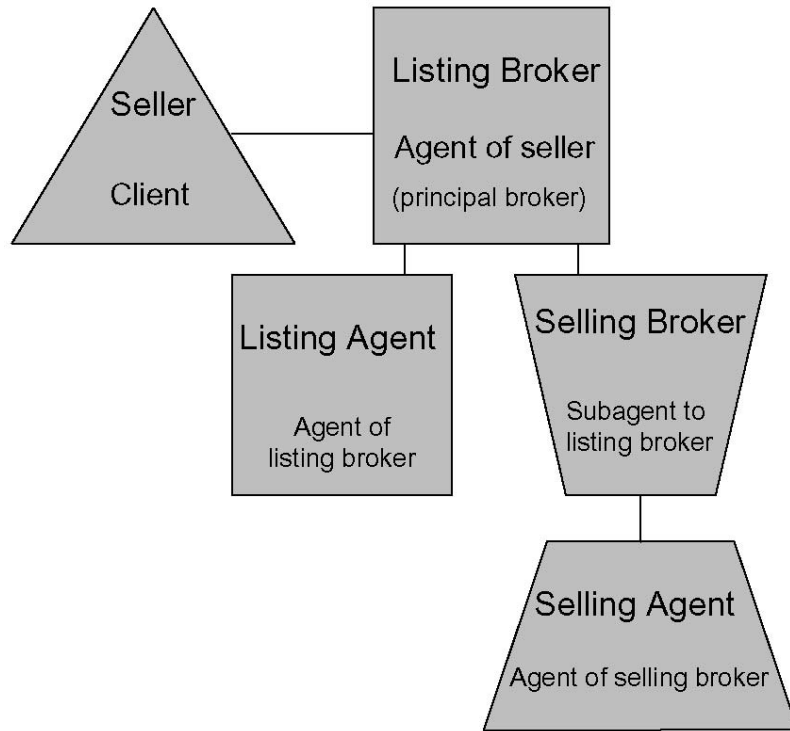 Seller
Client
Listing Broker
Agent of seller
(principal broker)
Listing Agent
Agent of
listing broker
Selling Broker
Subagent to
listing broker
Selling Agent
Agent of selling broker